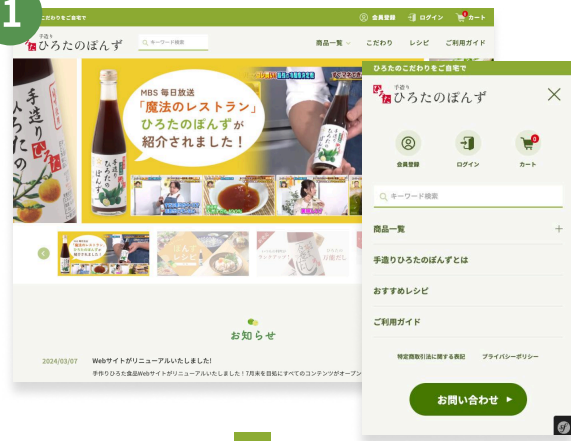 1
こだわりをご自宅で
会員登録 ログイン 0 カート
手造り
ひろたのぽんず
キーワード検索
商品一覧 こだわり レシピ ご利用ガイド
MBS 毎日放送
「魔法のレストラン」
ひろたのぽんずが
紹介されました!
手造り
ひろたの
お知らせ
2024/03/07 Webサイトがリニューアルいたしました!
手作りひろた食品Webサイトがリニューアルいたしました!7月末を目処にすべてのコンテンツがオープン
ひろたのこだわりをご自宅で
手造り
ひろたのぽんず
会員登録 ログイン 0 カート
キーワード検索
商品一覧
手造りひろたのぽんずとは
おすすめレシピ
ご利用ガイド
特定商取引法に関する表記 プライバシーポリシー
お問い合わせ